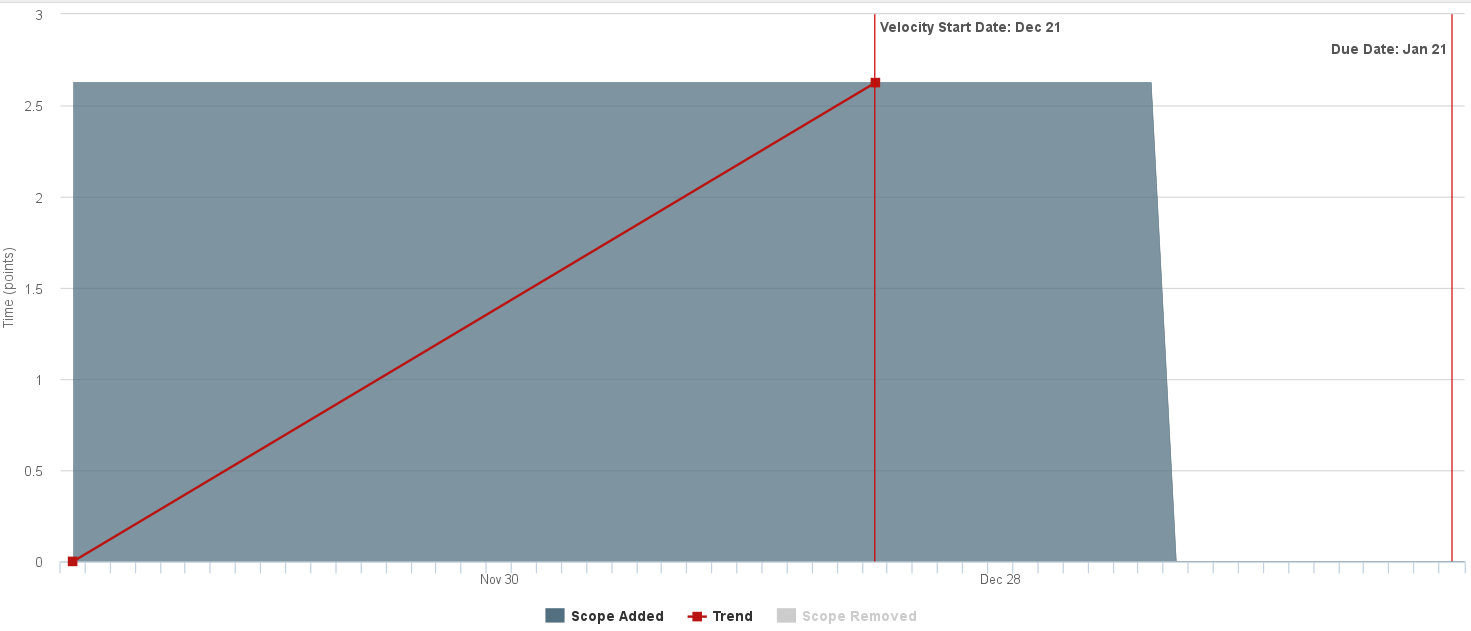 3
Velocity Start Date: Dec 21
Due Date: Jan 21
2.5
2
1.5
1
0.5
0
Time (points)
Nov 30
Dec 28
Scope Added
Trend
Scope Removed